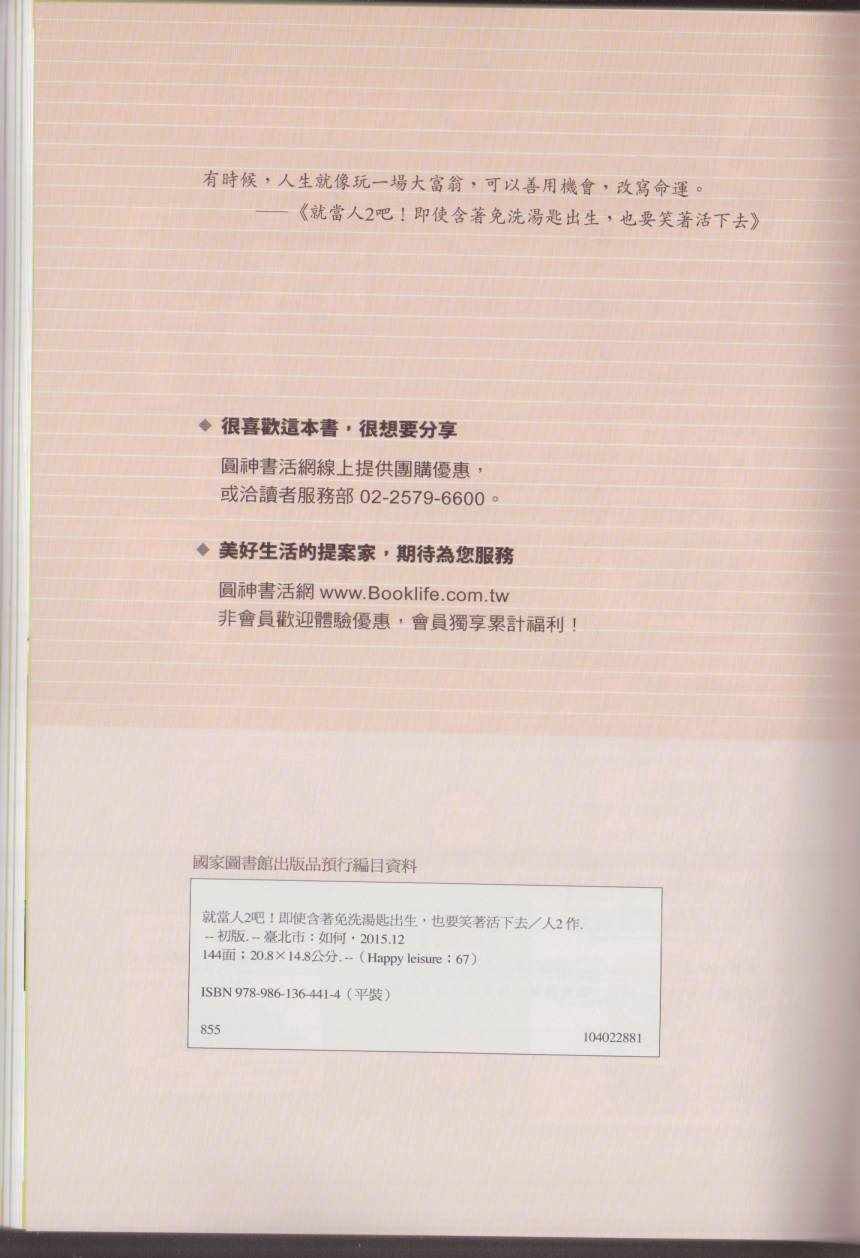 有時候，人生就像玩一場大富翁，可以善用機會，改寫命運。
——《就當人2吧！即使含著免洗湯匙出生，也要笑著活下去》
◆ 很喜歡這本書，很想要分享
圓神書活網線上提供團購優惠，
或洽讀者服務部 02-2579-6600。
◆ 美好生活的提案家，期待為您服務
圓神書活網 www.Booklife.com.tw
非會員歡迎體驗優惠，會員獨享累計福利！
國家圖書館出版品預行編目資料
就當人2吧！即使含著免洗湯匙出生，也要笑著活下去／人2 作.
-- 初版. -- 臺北市：如何，2015.12
144面；20.8×14.8公分. --（Happy leisure；67）
ISBN 978-986-136-441-4（平裝）
855
104022881